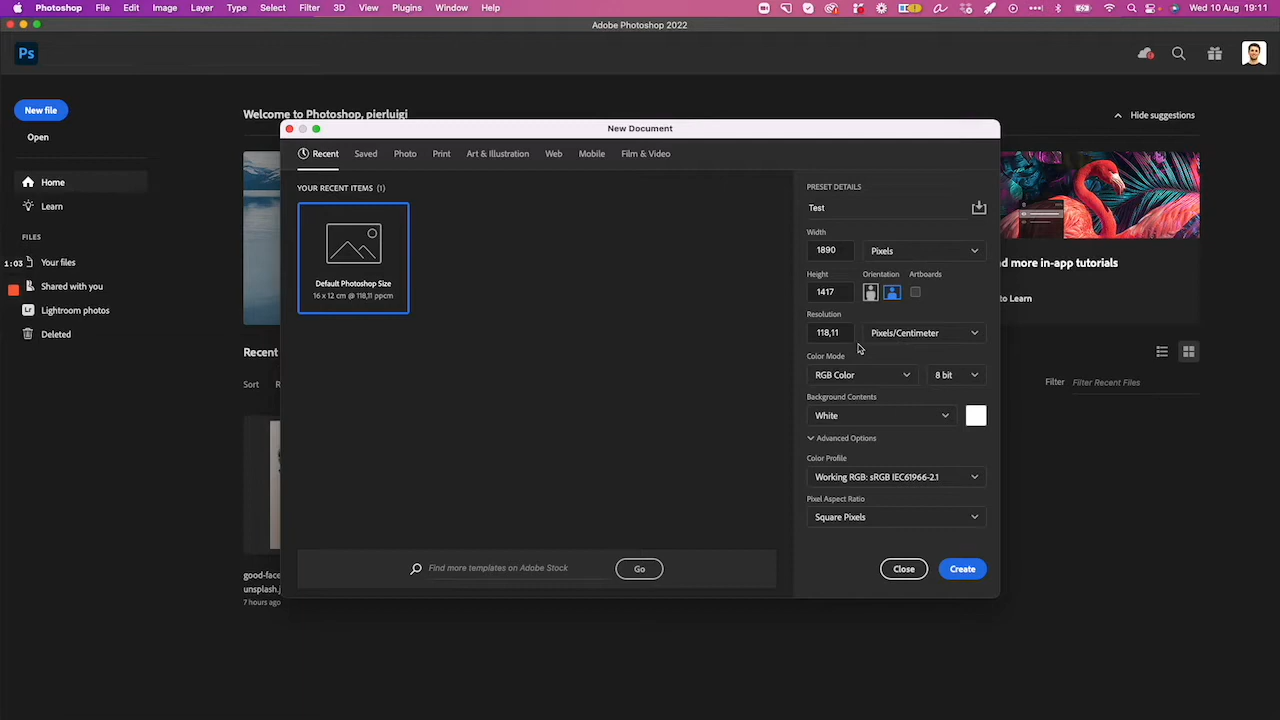 Photoshop File Edit Image Layer Type Select Filter 3D View Plugins Window Help Wed 10 Aug 19:11
Adobe Photoshop 2022
Ps
New file
Open
Home
Learn
FILES
1:03 Your files
Shared with you
Lr Lightroom photos
Deleted
Welcome to Photoshop, pierluigi
Hide suggestions
New Document
Recent Saved Photo Print Art & Illustration Web Mobile Film & Video
YOUR RECENT ITEMS (1)
Default Photoshop Size
16 x 12 cm @ 118,11 ppcm
Find more templates on Adobe Stock Go
PRESET DETAILS
Test
Width
1890 Pixels
Height Orientation Artboards
1417
Resolution
118,11 Pixels/Centimeter
Color Mode
RGB Color 8 bit
Background Contents
White
Advanced Options
Color Profile
Working RGB: sRGB IEC61966-2.1
Pixel Aspect Ratio
Square Pixels
Close Create
d more in-app tutorials
to Learn
Recent
Sort R
Filter Filter Recent Files
good-face
unsplash.j
7 hours ago